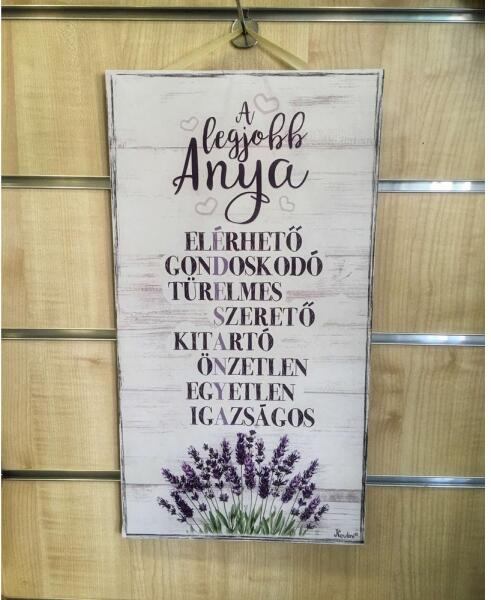 A
legjobb
Anya
ELÉRHETŐ
GONDOSKODÓ
TÜRELMES
SZERETŐ
KITARTÓ
ÖNZETLEN
EGYETLEN
IGAZSÁGOS